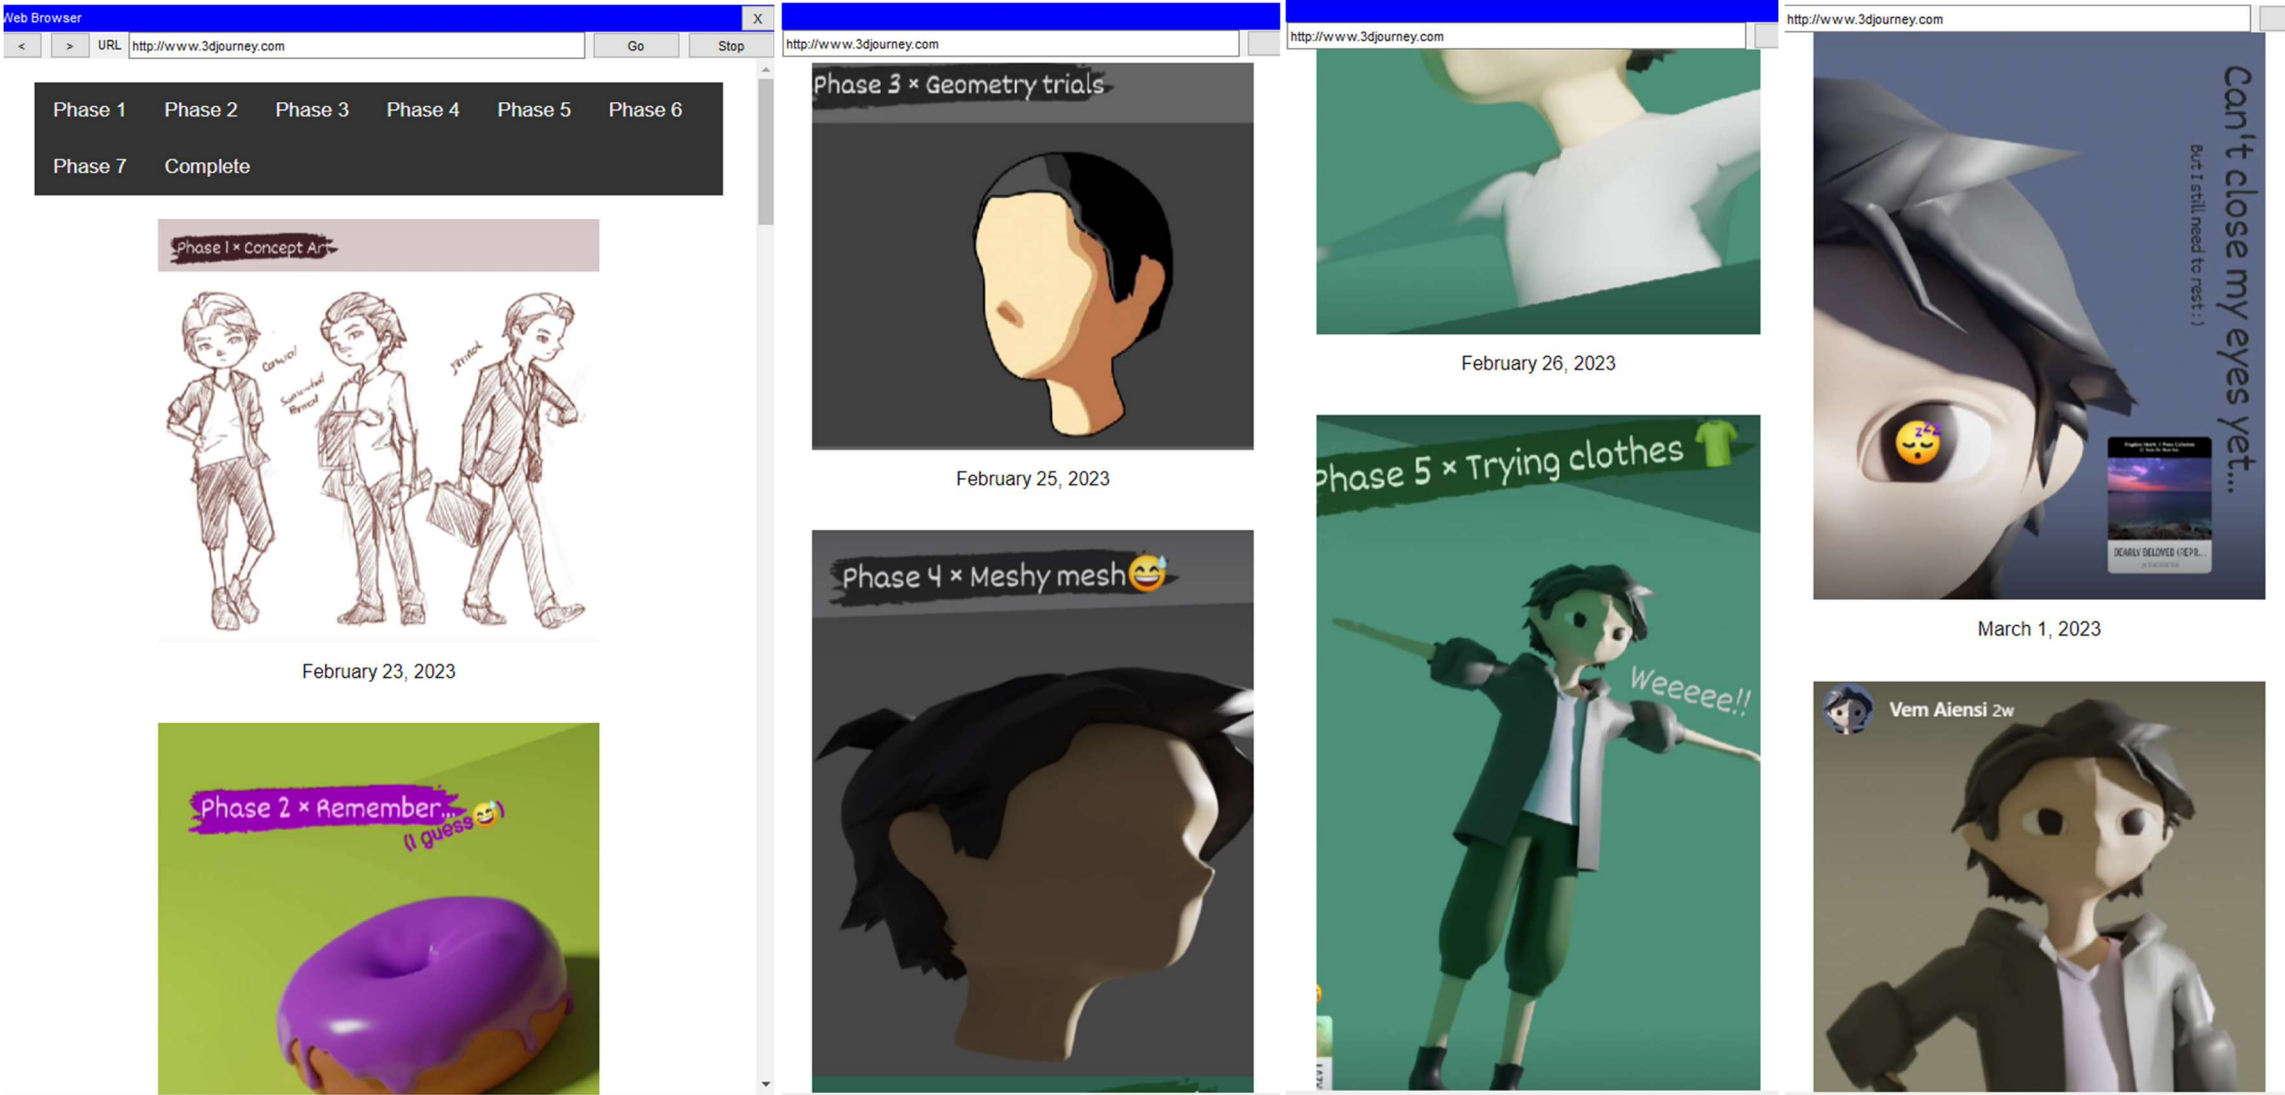 Web Browser
X
<
>
URL
http://www.3djourney.com
Go
Stop
Phase 1
Phase 2
Phase 3
Phase 4
Phase 5
Phase 6
Phase 7
Complete
Phase 1 × Concept Art
Casual
formal
February 23, 2023
Phase 2 × Remember...
(I guess😅)
http://www.3djourney.com
Phase 3 × Geometry trials
February 25, 2023
Phase 4 × Meshy mesh😅
http://www.3djourney.com
February 26, 2023
Phase 5 × Trying clothes 👕
Weeeee!!
http://www.3djourney.com
Can't close my eyes yet...
But I still need to rest:)
DEARLY BELOVED (REPR...
March 1, 2023
Vem Aiensi 2w